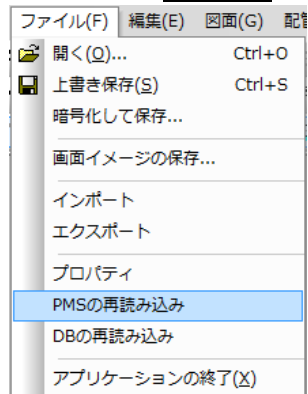 ファイル(F) 編集(E) 図面(G)
開く(O)... Ctrl+O
上書き保存(S) Ctrl+S
暗号化して保存...
画面イメージの保存...
インポート
エクスポート
プロパティ
PMSの再読み込み
DBの再読み込み
アプリケーションの終了(X)